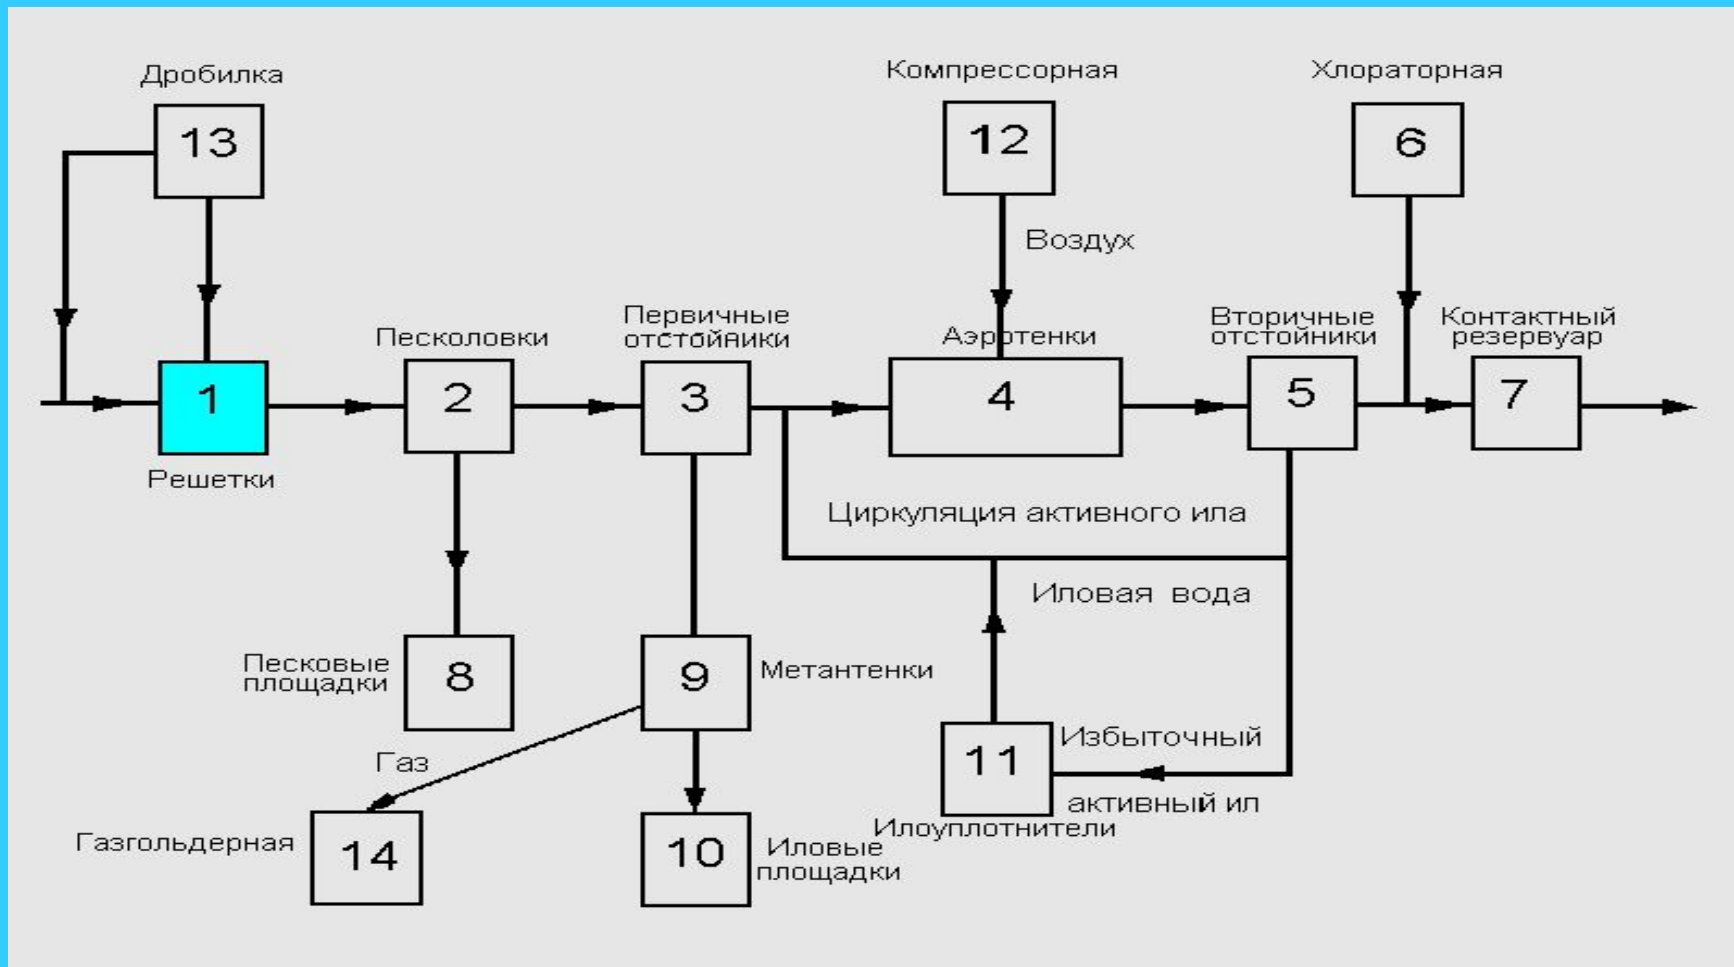 Дробилка
Компрессорная
Хлораторная
13
12
6
Воздух
Песколовки
Первичные
отстойники
Аэротенки
Вторичные
отстойники
Контактный
резервуар
1
2
3
4
5
7
Решетки
Циркуляция активного ила
Иловая вода
Песковые
площадки
8
9
Метантенки
Газ
11
Избыточный
активный ил
Илоуплотнители
Газгольдерная
14
10
Иловые
площадки